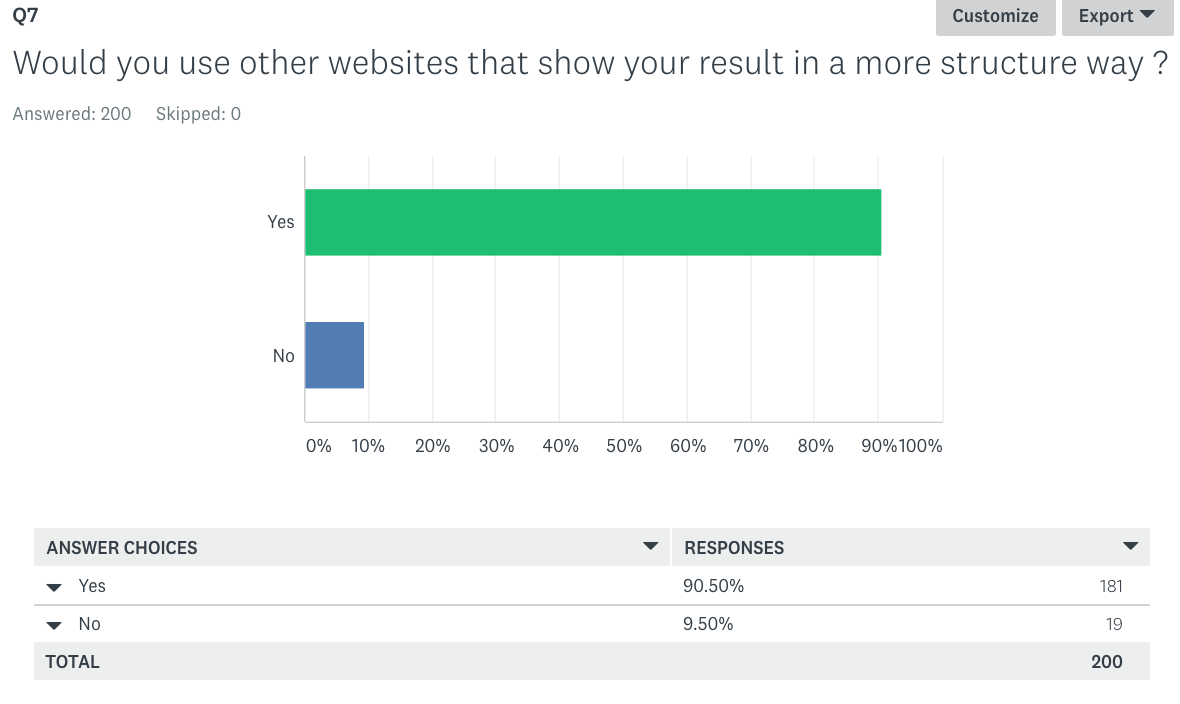 Q7
Customize
Export
Would you use other websites that show your result in a more structure way ?
Answered: 200 Skipped: 0
Yes
No
0% 10% 20% 30% 40% 50% 60% 70% 80% 90% 100%
ANSWER CHOICES RESPONSES
Yes 90.50% 181
No 9.50% 19
TOTAL 200